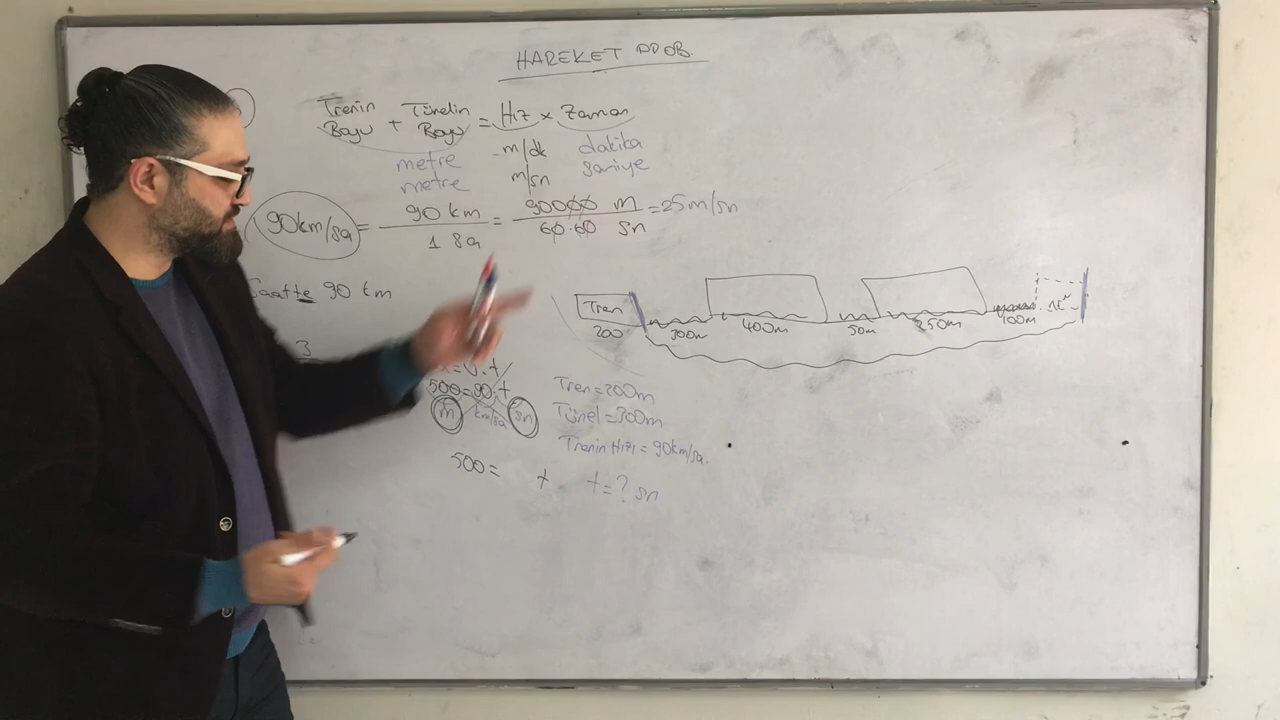 HAREKET PROB.
Trenin Boyu + Tünelin Boyu = Hız x Zaman
metre m/dk dakika
metre m/sn saniye
90km/sa = 90 km / 1 sa = 90000 m / 60.60 sn = 25m/sn
Saatte 90 km
Tren
200 300m 400m 50m 250m 100m
3
500=90.t
m km/sa sn
500= t
Tren=200m
Tünel=300m
Trenin Hızı=90km/sa.
t=? sn